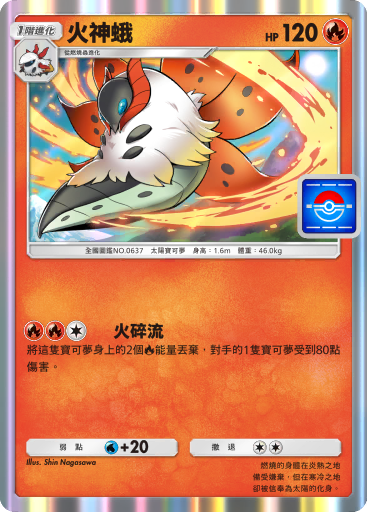 1階進化
火神蛾
HP 120
從燃燒蟲進化
全國圖鑑NO.0637 太陽寶可夢 身高：1.6m 體重：46.0kg
火碎流
將這隻寶可夢身上的2個能量丟棄，對手的1隻寶可夢受到80點
傷害。
弱點 +20
撤退
Illus. Shin Nagasawa
燃燒的身體在炎熱之地
備受嫌棄，但在寒冷之地
卻被信奉為太陽的化身。